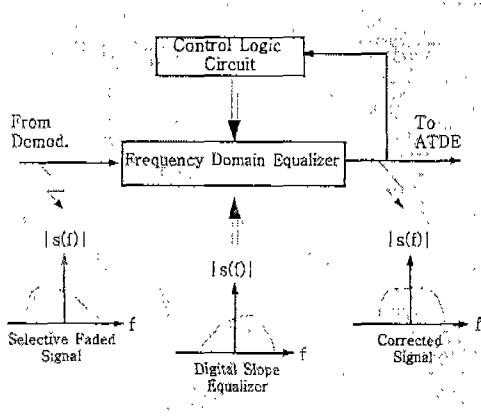 Control Logic
Circuit
From
Demod.
To
ATDE
Frequency Domain Equalizer
|s(f)|
|s(f)|
|s(f)|
f
f
f
Selective Faded
Signal
Digital Slope
Equalizer
Corrected
Signal